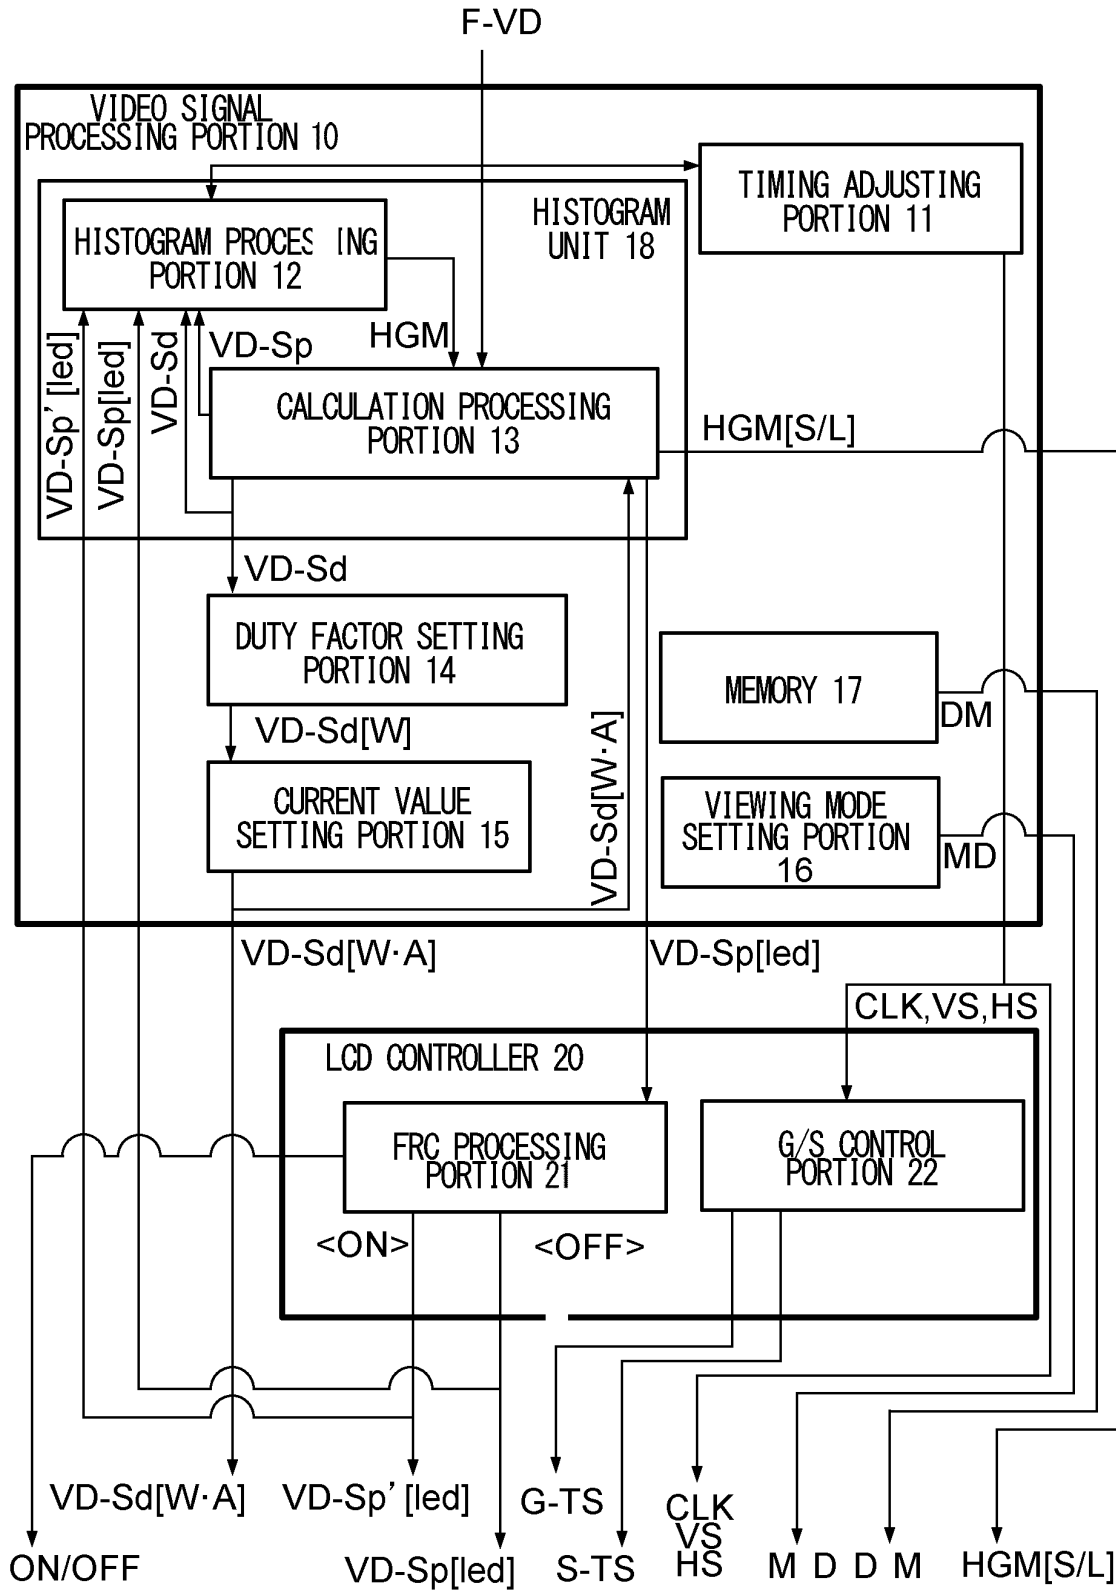 F-VD
VIDEO SIGNAL
PROCESSING PORTION 10
TIMING ADJUSTING
PORTION 11
HISTOGRAM
UNIT 18
HISTOGRAM PROCES ING
PORTION 12
VD-Sp'[led]
VD-Sp[led]
VD-Sd
VD-Sp
HGM
CALCULATION PROCESSING
PORTION 13
HGM[S/L]
VD-Sd
DUTY FACTOR SETTING
PORTION 14
MEMORY 17
DM
VD-Sd[W]
VD-Sd[W·A]
CURRENT VALUE
SETTING PORTION 15
VIEWING MODE
SETTING PORTION
16
MD
VD-Sd[W·A]
VD-Sp[led]
CLK,VS,HS
LCD CONTROLLER 20
FRC PROCESSING
PORTION 21
G/S CONTROL
PORTION 22
<ON>
<OFF>
VD-Sd[W·A]
VD-Sp'[led]
G-TS
CLK
VS
HS
ON/OFF
VD-Sp[led]
S-TS
M D
D M
HGM[S/L]